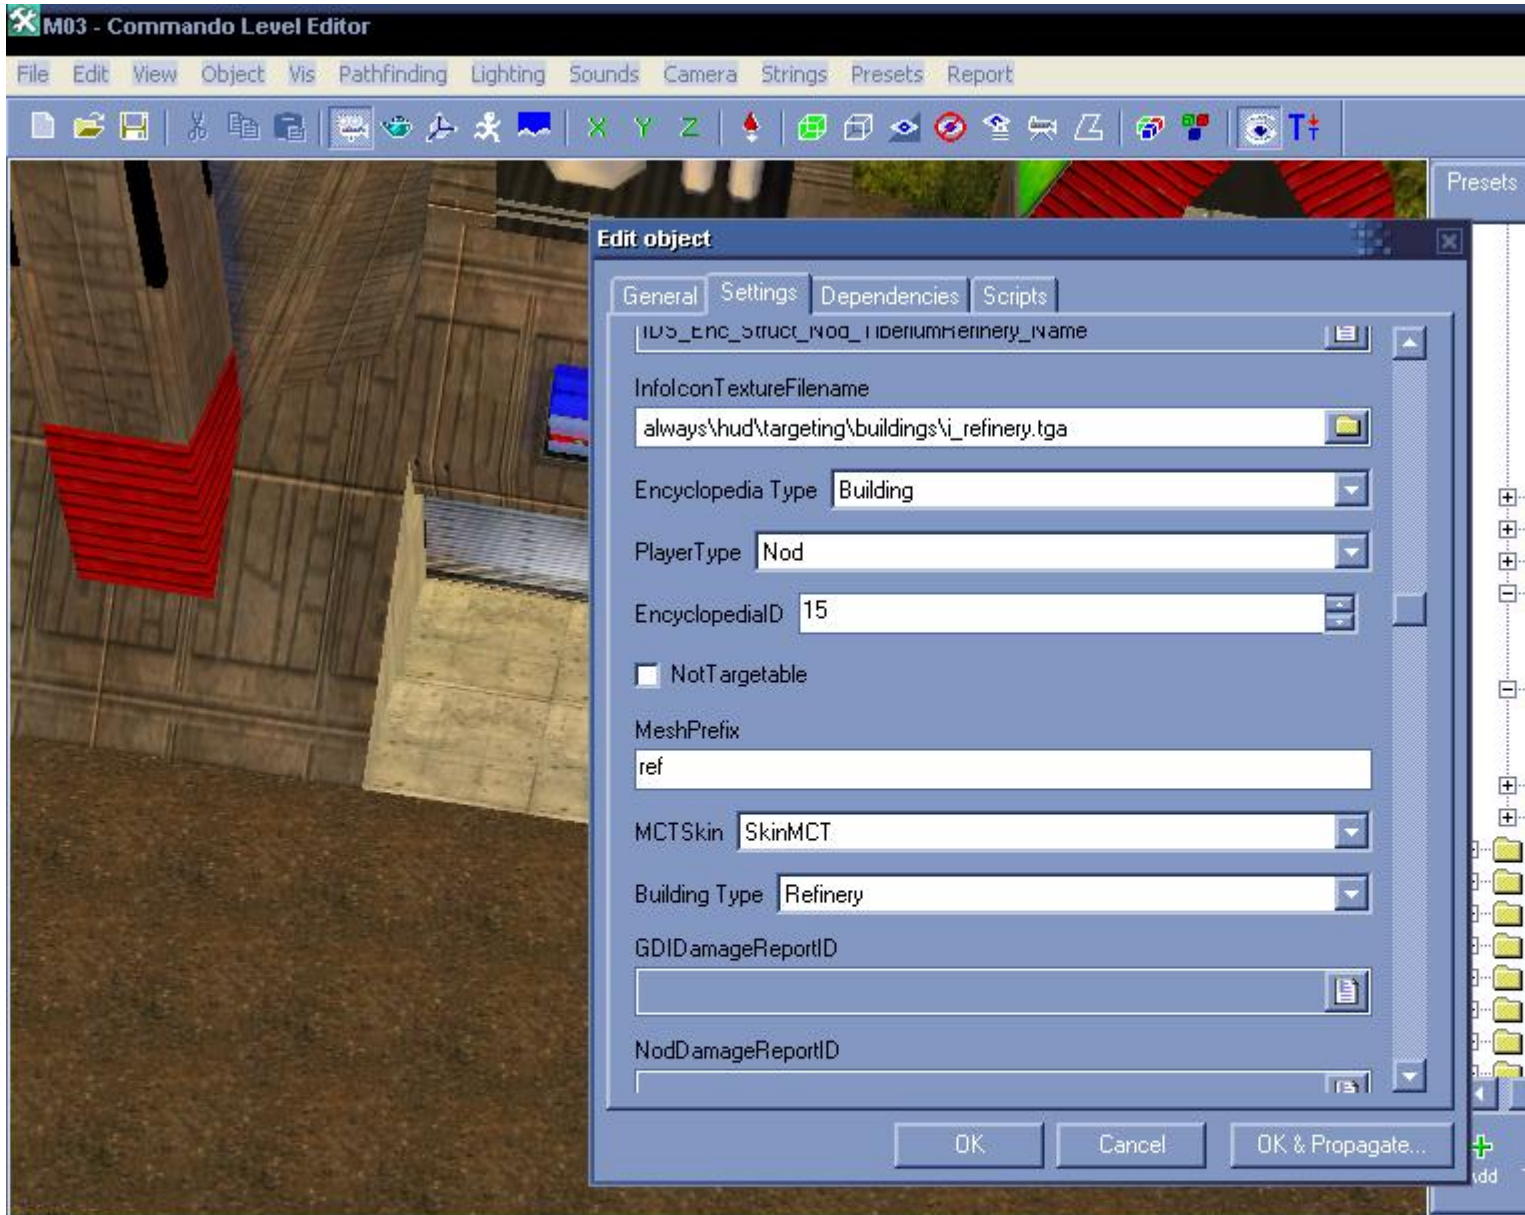 M03 - Commando Level Editor
File Edit View Object Vis Pathfinding Lighting Sounds Camera Strings Presets Report
X Y Z T
Presets
Edit object
General Settings Dependencies Scripts
IDS_Enc_Struct_Nod_TiberiumRefinery_Name
InfoIconTextureFilename
always\hud\targeting\buildings\i_refinery.tga
Encyclopedia Type Building
PlayerType Nod
EncyclopediaID 15
NotTargetable
MeshPrefix
ref
MCTSkin SkinMCT
Building Type Refinery
GDIDamageReportID
NodDamageReportID
OK Cancel OK & Propagate...